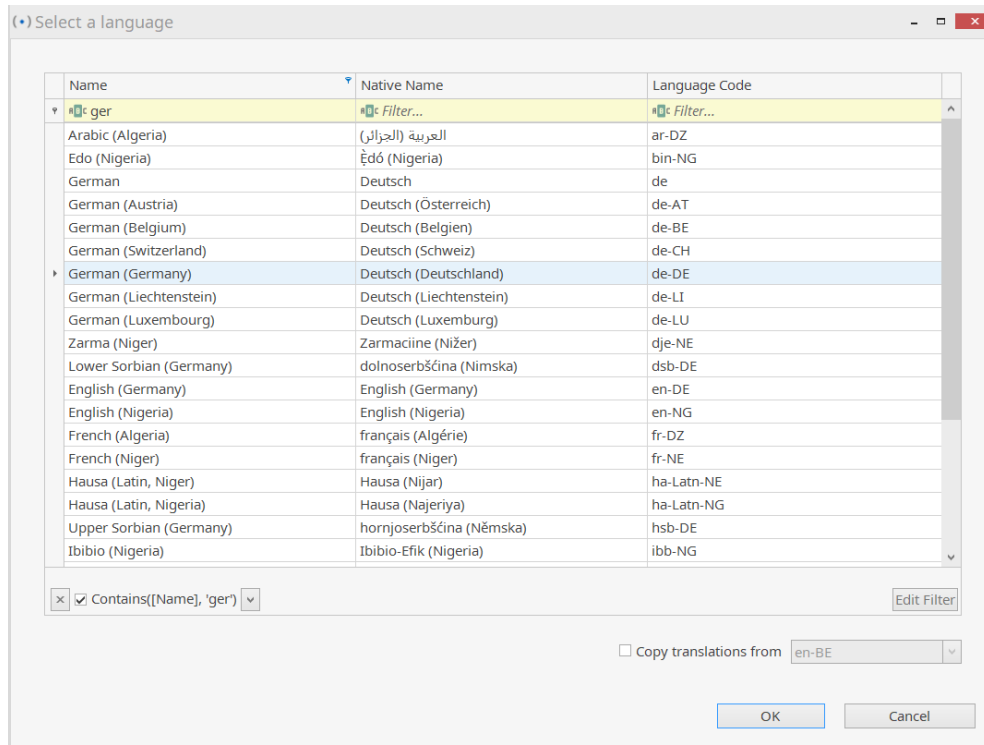 Select a language
Name Native Name Language Code
ABC ger ABC Filter... ABC Filter...
Arabic (Algeria) العربية (الجزائر) ar-DZ
Edo (Nigeria) Ẹ̀dó (Nigeria) bin-NG
German Deutsch de
German (Austria) Deutsch (Österreich) de-AT
German (Belgium) Deutsch (Belgien) de-BE
German (Switzerland) Deutsch (Schweiz) de-CH
German (Germany) Deutsch (Deutschland) de-DE
German (Liechtenstein) Deutsch (Liechtenstein) de-LI
German (Luxembourg) Deutsch (Luxemburg) de-LU
Zarma (Niger) Zarmaciine (Nižer) dje-NE
Lower Sorbian (Germany) dolnoserbšćina (Nimska) dsb-DE
English (Germany) English (Germany) en-DE
English (Nigeria) English (Nigeria) en-NG
French (Algeria) français (Algérie) fr-DZ
French (Niger) français (Niger) fr-NE
Hausa (Latin, Niger) Hausa (Nijar) ha-Latn-NE
Hausa (Latin, Nigeria) Hausa (Najeriya) ha-Latn-NG
Upper Sorbian (Germany) hornjoserbšćina (Němska) hsb-DE
Ibibio (Nigeria) Ibibio-Efik (Nigeria) ibb-NG
Contains([Name], 'ger') Edit Filter
Copy translations from en-BE
OK Cancel